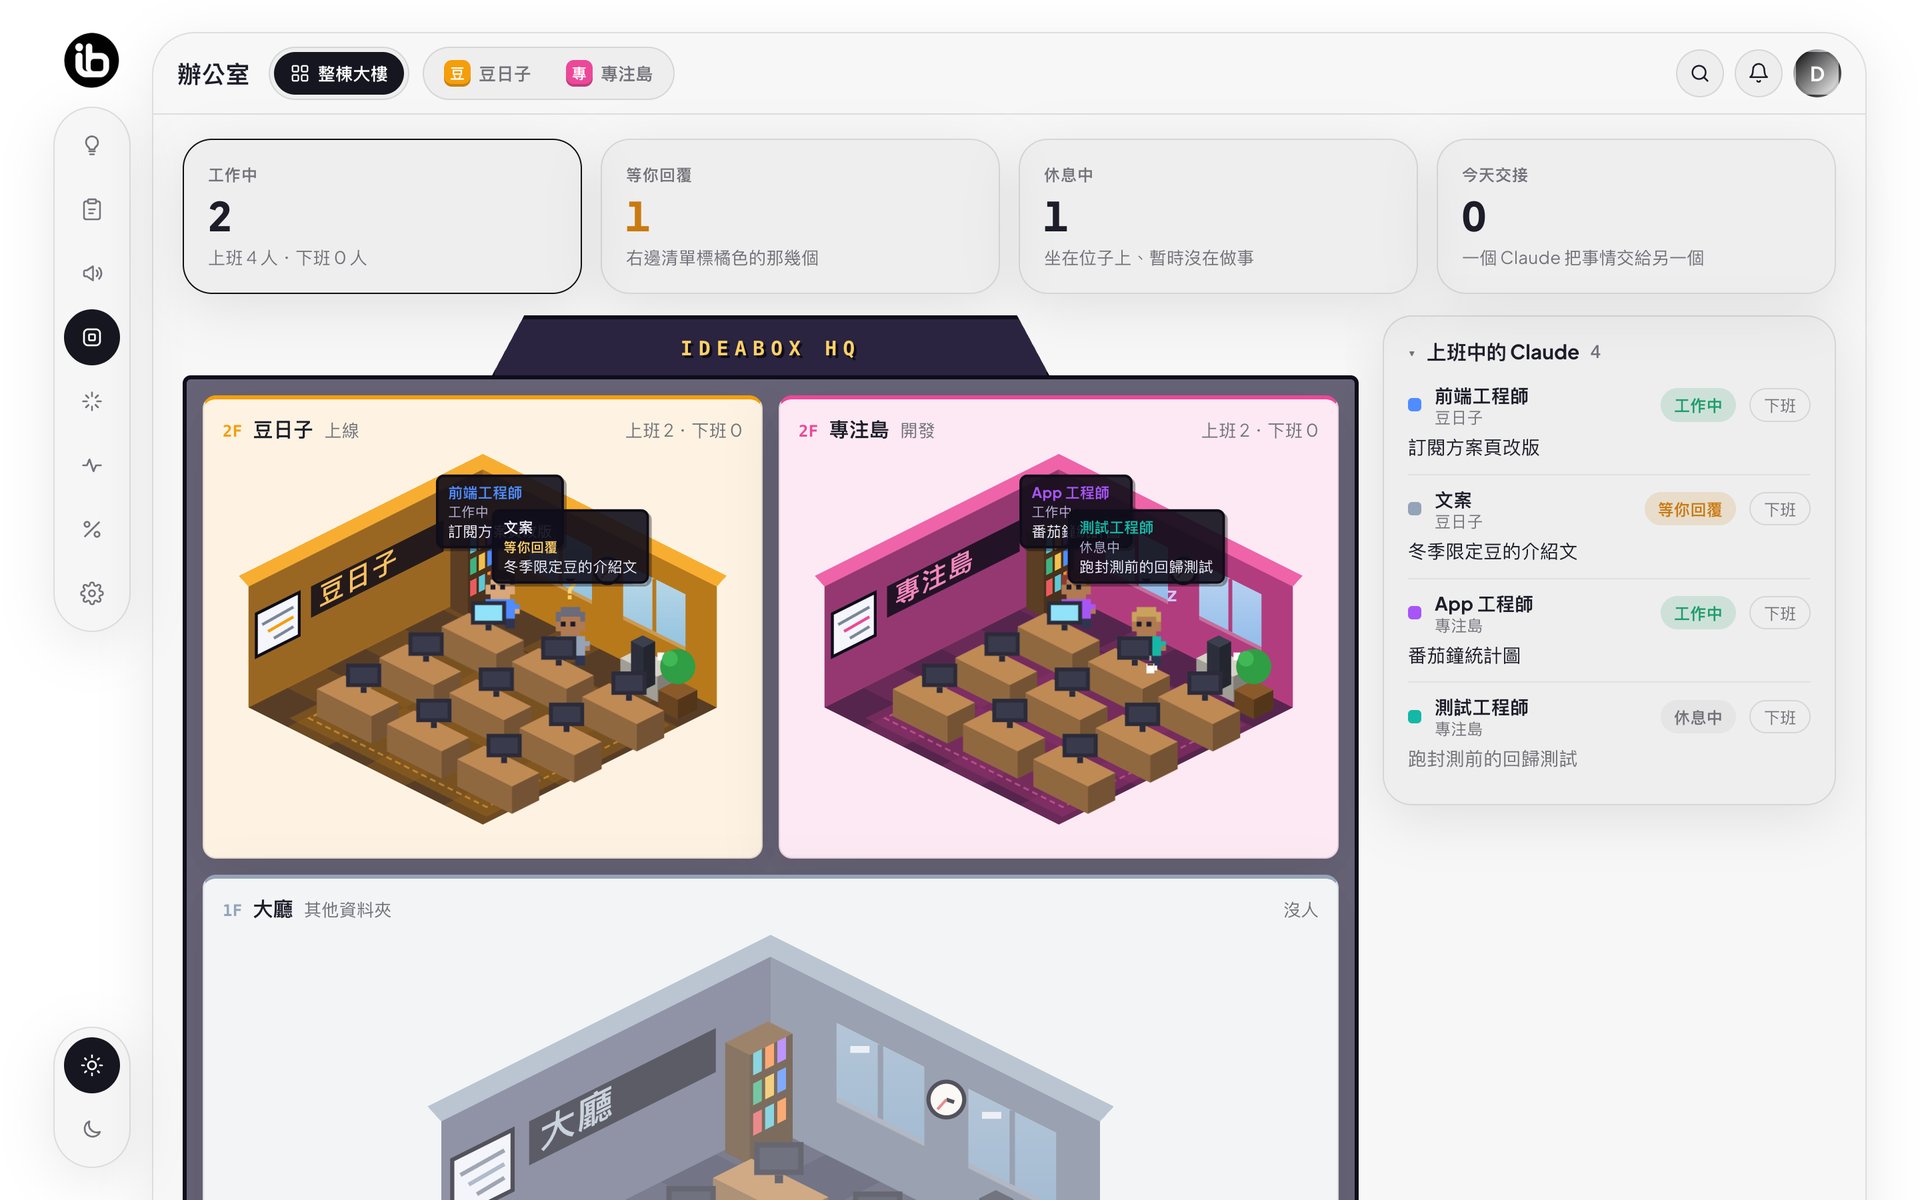 ib
辦公室
整棟大樓
豆 豆日子
專 專注島
D
工作中
2
上班 4 人 · 下班 0 人
等你回覆
1
右邊清單標橘色的那幾個
休息中
1
坐在位子上、暫時沒在做事
今天交接
0
一個 Claude 把事情交給另一個
IDEABOX HQ
2F 豆日子 上線
上班 2 · 下班 0
前端工程師
工作中
訂閱方
文案
等你回覆
冬季限定豆的介紹文
豆日子
2F 專注島 開發
上班 2 · 下班 0
App 工程師
工作中
番茄鐘
測試工程師
休息中
跑封測前的回歸測試
專注島
z
1F 大廳 其他資料夾
沒人
大廳
上班中的 Claude 4
前端工程師
豆日子
工作中
下班
訂閱方案頁改版
文案
豆日子
等你回覆
下班
冬季限定豆的介紹文
App 工程師
專注島
工作中
下班
番茄鐘統計圖
測試工程師
專注島
休息中
下班
跑封測前的回歸測試